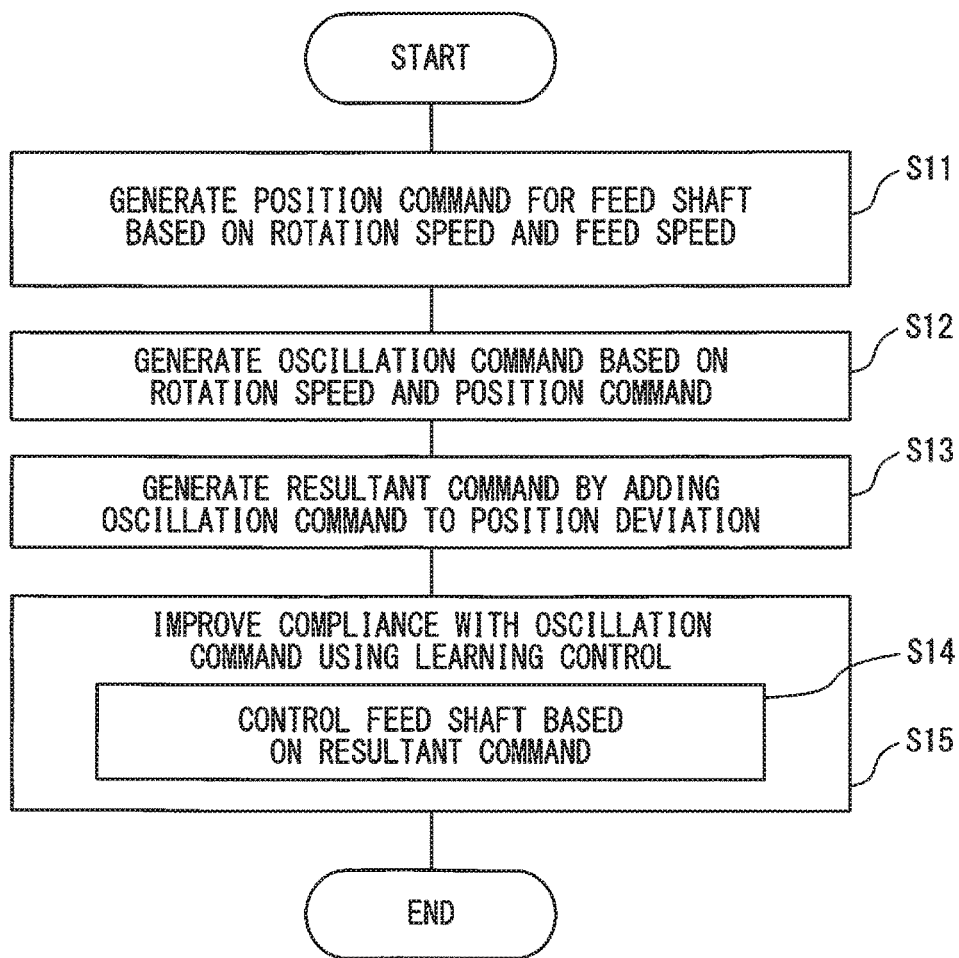 START
GENERATE POSITION COMMAND FOR FEED SHAFT
BASED ON ROTATION SPEED AND FEED SPEED
S11
GENERATE OSCILLATION COMMAND BASED ON
ROTATION SPEED AND POSITION COMMAND
S12
GENERATE RESULTANT COMMAND BY ADDING
OSCILLATION COMMAND TO POSITION DEVIATION
S13
IMPROVE COMPLIANCE WITH OSCILLATION
COMMAND USING LEARNING CONTROL
S14
CONTROL FEED SHAFT BASED
ON RESULTANT COMMAND
S15
END